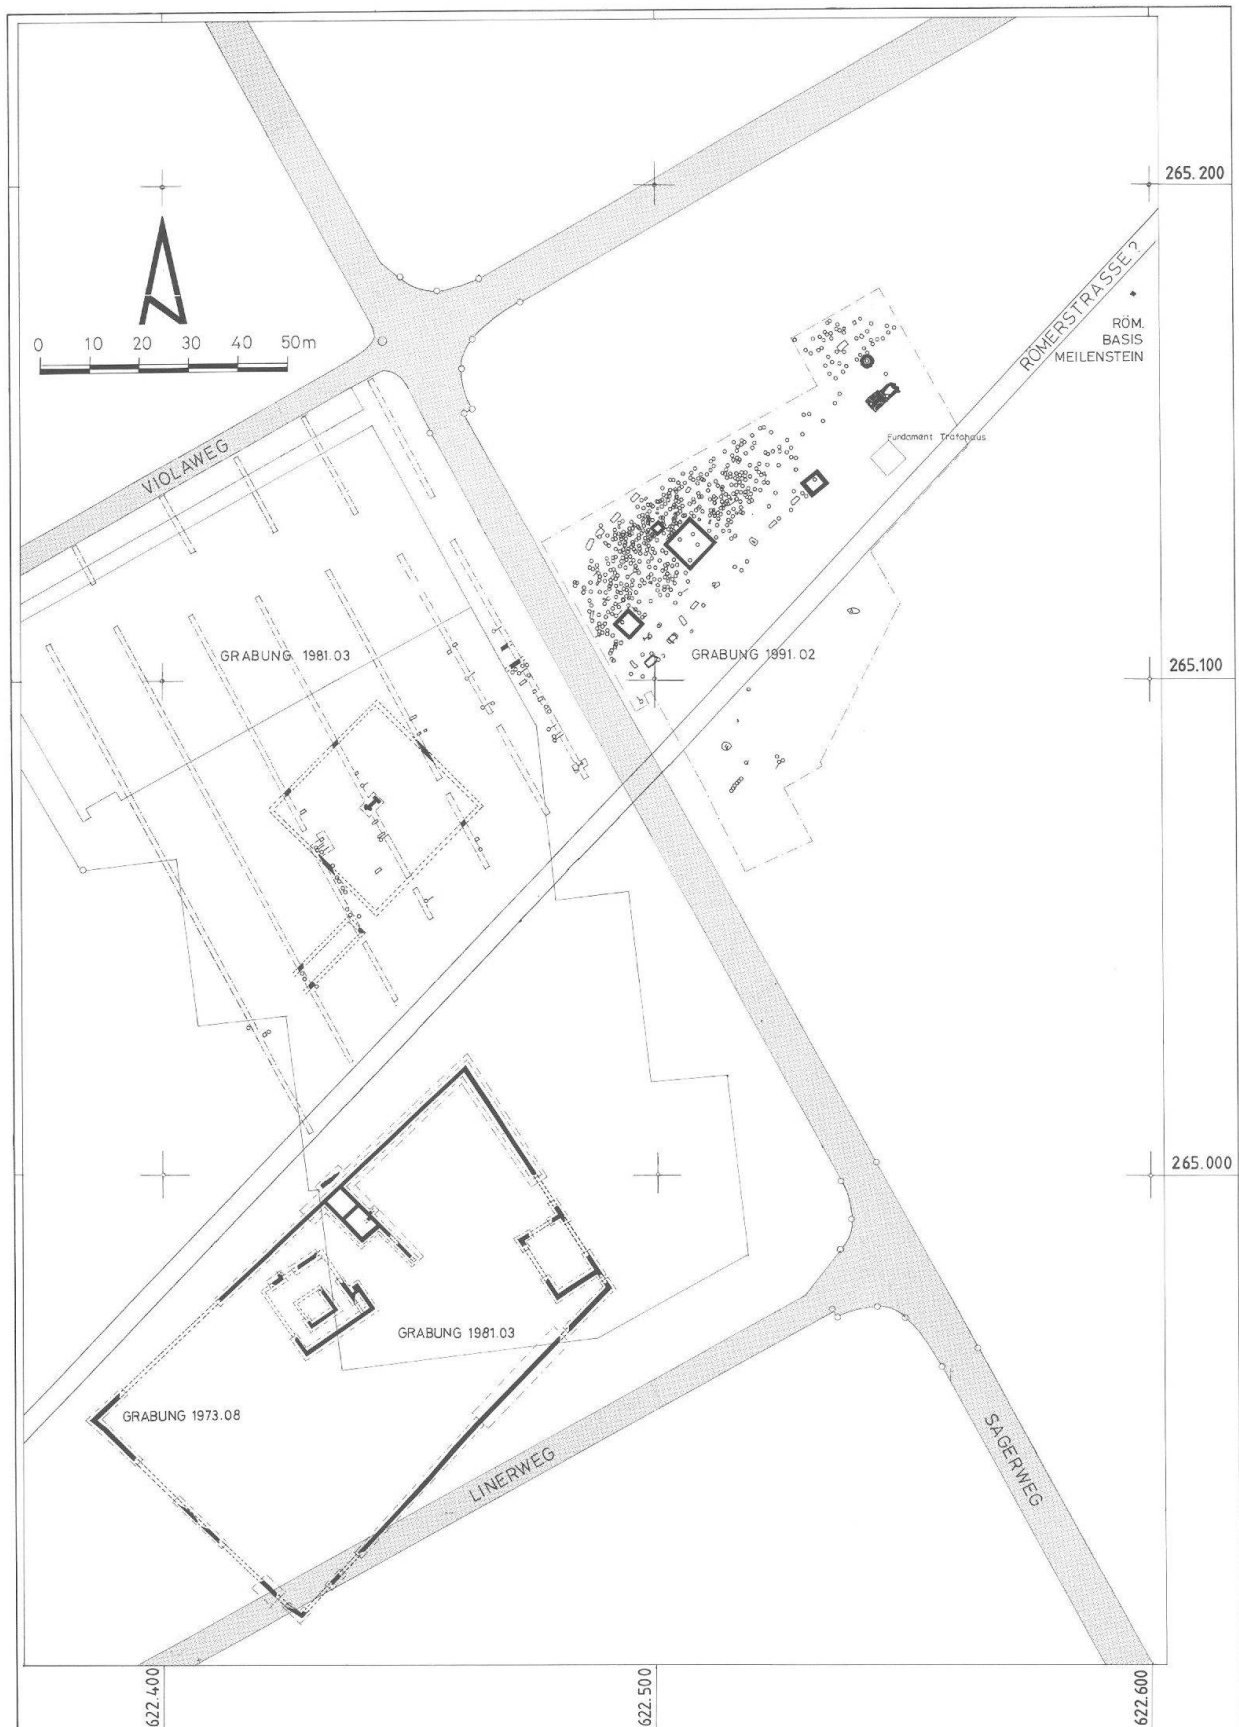 265.200
RÖMERSTRASSE ?
RÖM.
BASIS
MEILENSTEIN
0 10 20 30 40 50m
VIOLAWEG
Fundament Trafohaus
GRABUNG 1981.03
GRABUNG 1991.02
265.100
265.000
GRABUNG 1981.03
GRABUNG 1973.08
LINERWEG
SAGERWEG
622.400
622.500
622.600